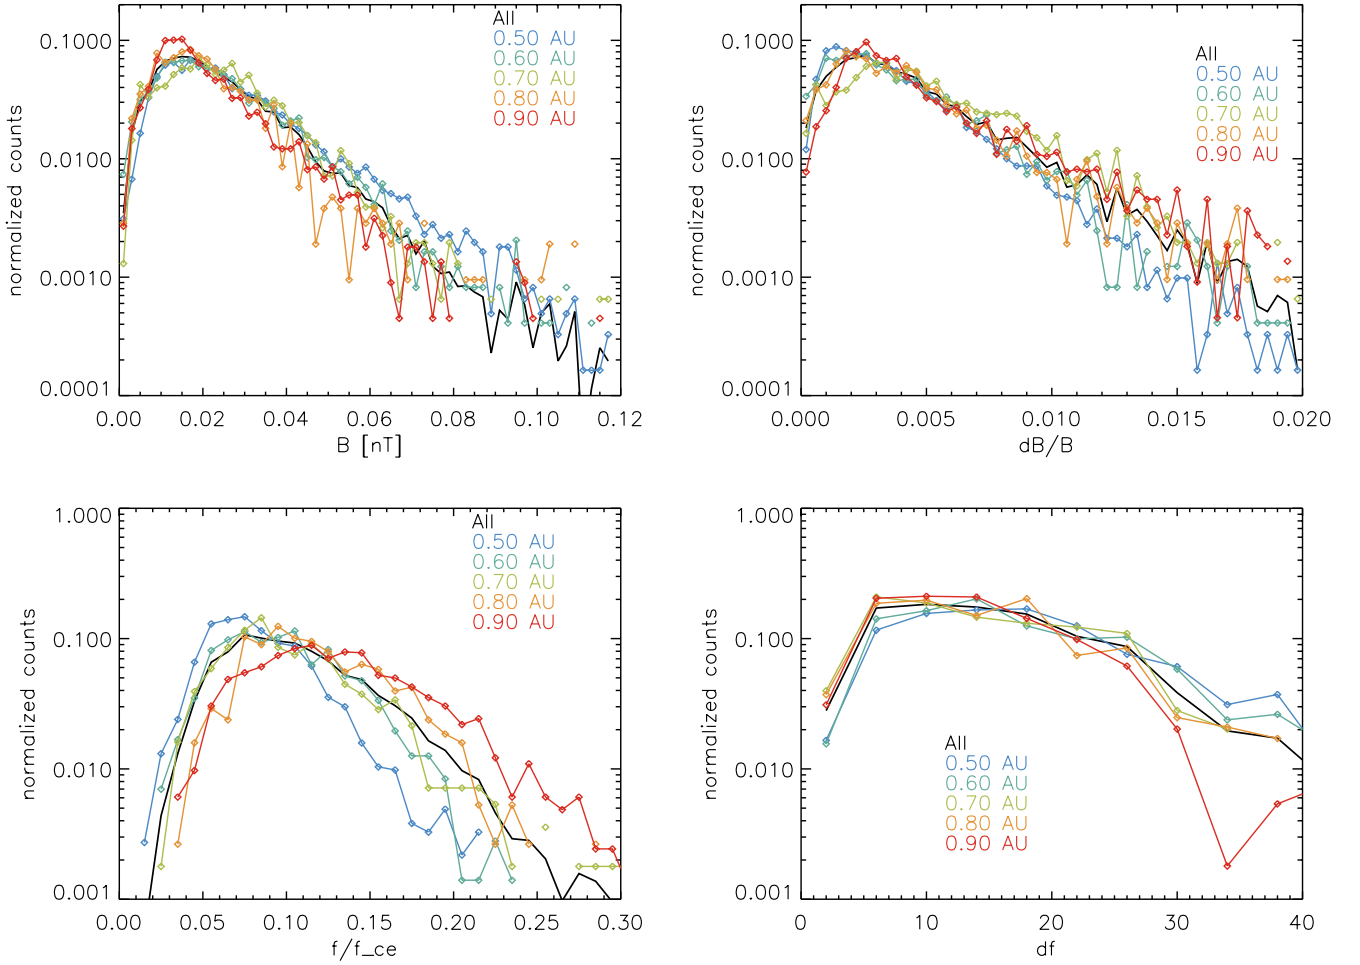 All
0.50 AU
0.60 AU
0.70 AU
0.80 AU
0.90 AU
0.1000
0.0100
0.0010
0.0001
normalized counts
0.00 0.02 0.04 0.06 0.08 0.10 0.12
B [nT]
All
0.50 AU
0.60 AU
0.70 AU
0.80 AU
0.90 AU
0.1000
0.0100
0.0010
0.0001
normalized counts
0.000 0.005 0.010 0.015 0.020
dB/B
All
0.50 AU
0.60 AU
0.70 AU
0.80 AU
0.90 AU
1.000
0.100
0.010
0.001
normalized counts
0.00 0.05 0.10 0.15 0.20 0.25 0.30
f/f_ce
1.000
0.100
0.010
0.001
normalized counts
All
0.50 AU
0.60 AU
0.70 AU
0.80 AU
0.90 AU
0 10 20 30 40
df